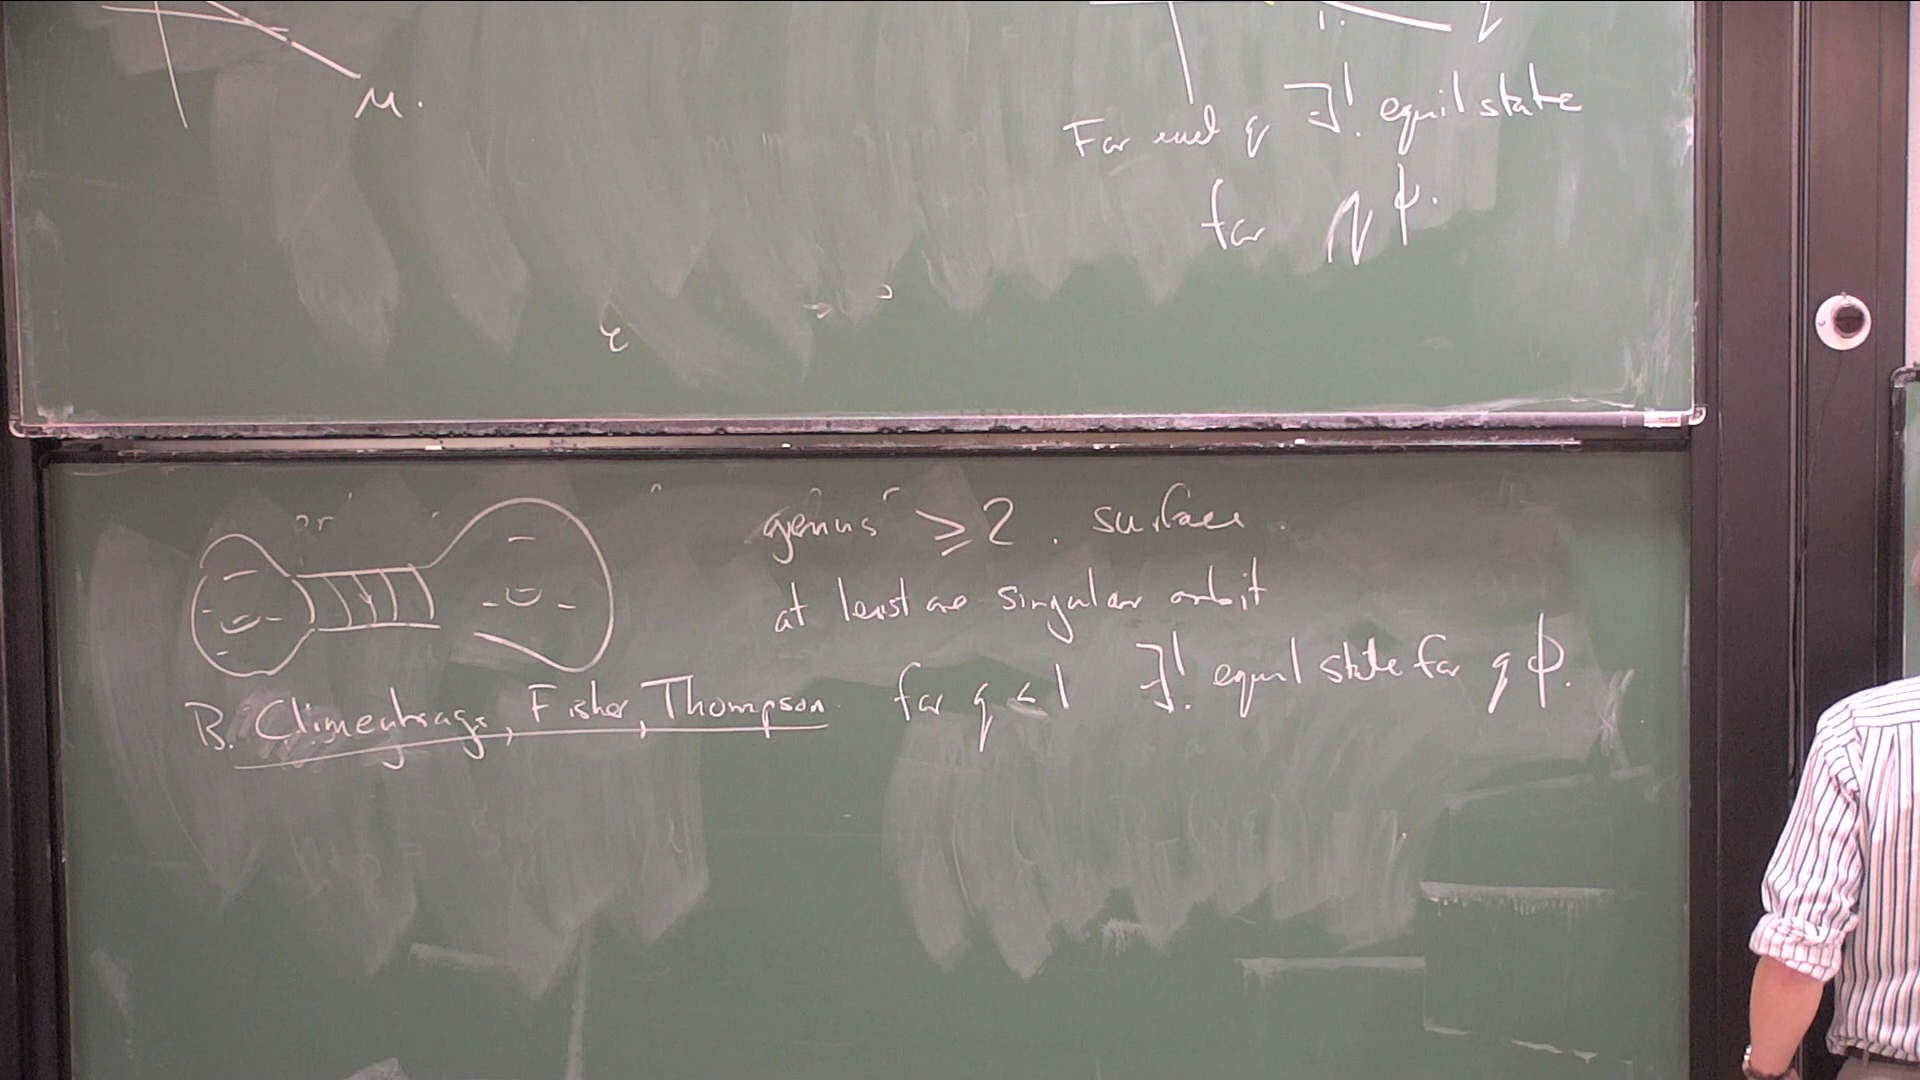 μ.
For each q ∃! equil state
for qφ.
genus ≥ 2. surface.
at least one singular orbit
B. Climenhaga, Fisher, Thompson for q < 1 ∃! equil state for qφ.